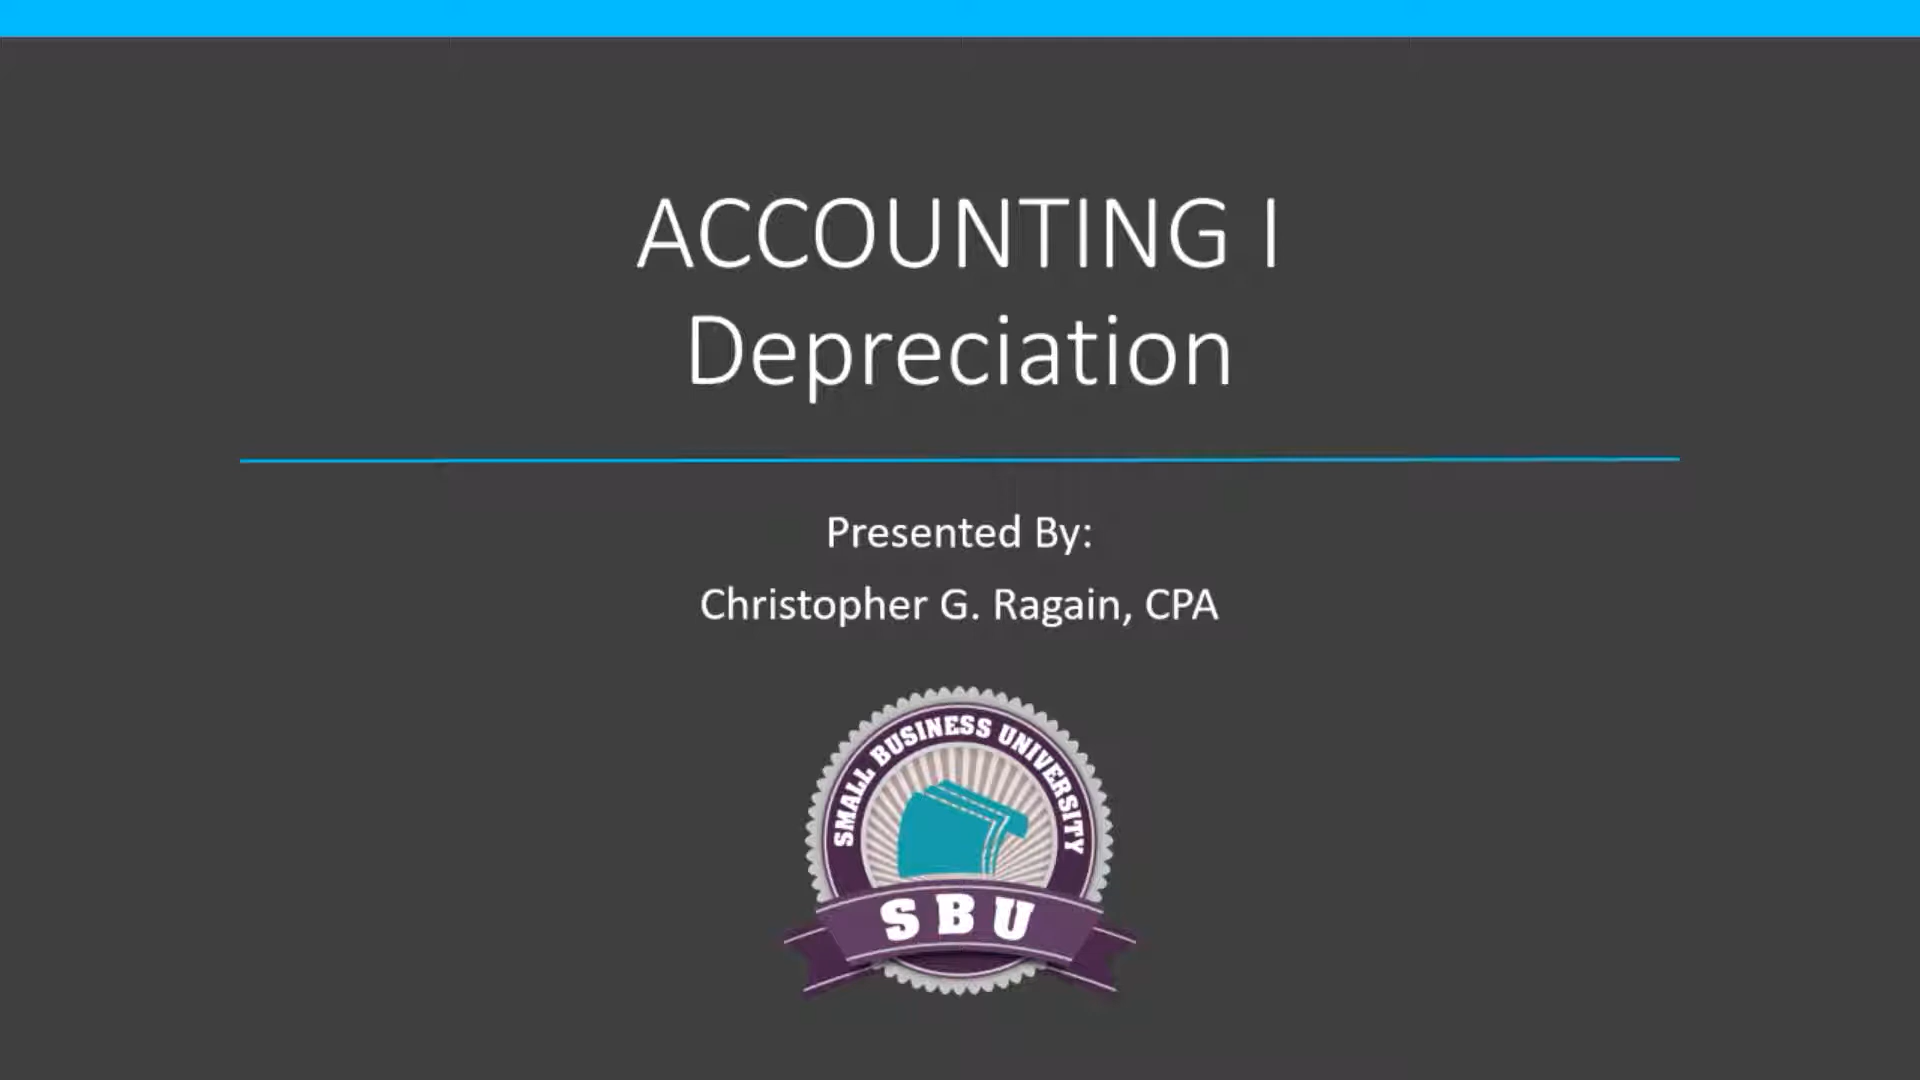 ACCOUNTING I
Depreciation
Presented By:
Christopher G. Ragain, CPA
SMALL BUSINESS UNIVERSITY
SBU